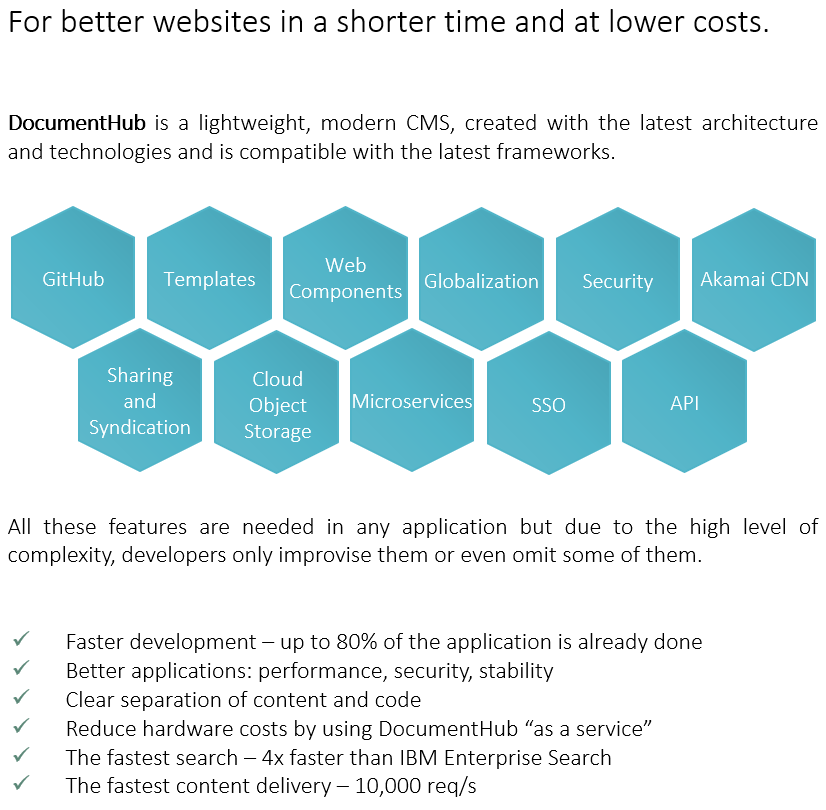 For better websites in a shorter time and at lower costs.
DocumentHub is a lightweight, modern CMS, created with the latest architecture
and technologies and is compatible with the latest frameworks.
GitHub
Templates
Web
Components
Globalization
Security
Akamai CDN
Sharing
and
Syndication
Cloud
Object
Storage
Microservices
SSO
API
All these features are needed in any application but due to the high level of
complexity, developers only improvise them or even omit some of them.
✓ Faster development – up to 80% of the application is already done
✓ Better applications: performance, security, stability
✓ Clear separation of content and code
✓ Reduce hardware costs by using DocumentHub “as a service”
✓ The fastest search – 4x faster than IBM Enterprise Search
✓ The fastest content delivery – 10,000 req/s